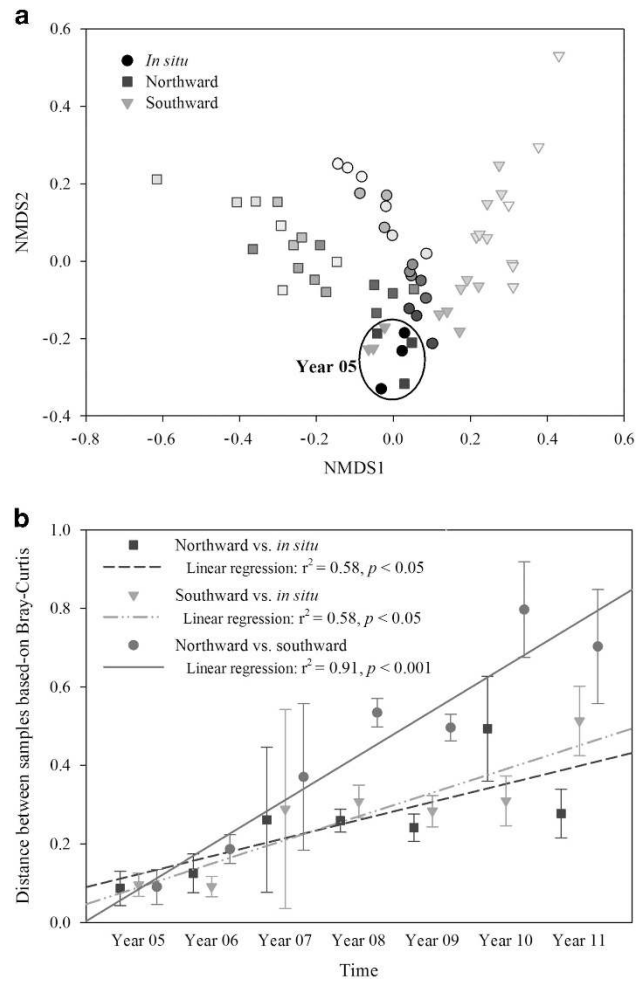 a
0.6
0.4
0.2
0.0
-0.2
-0.4
NMDS2
In situ
Northward
Southward
Year 05
-0.8 -0.6 -0.4 -0.2 0.0 0.2 0.4 0.6
NMDS1
b
1.0
0.8
0.6
0.4
0.2
0.0
Distance between samples based-on Bray-Curtis
Northward vs. in situ
Linear regression: r² = 0.58, p < 0.05
Southward vs. in situ
Linear regression: r² = 0.58, p < 0.05
Northward vs. southward
Linear regression: r² = 0.91, p < 0.001
Year 05 Year 06 Year 07 Year 08 Year 09 Year 10 Year 11
Time